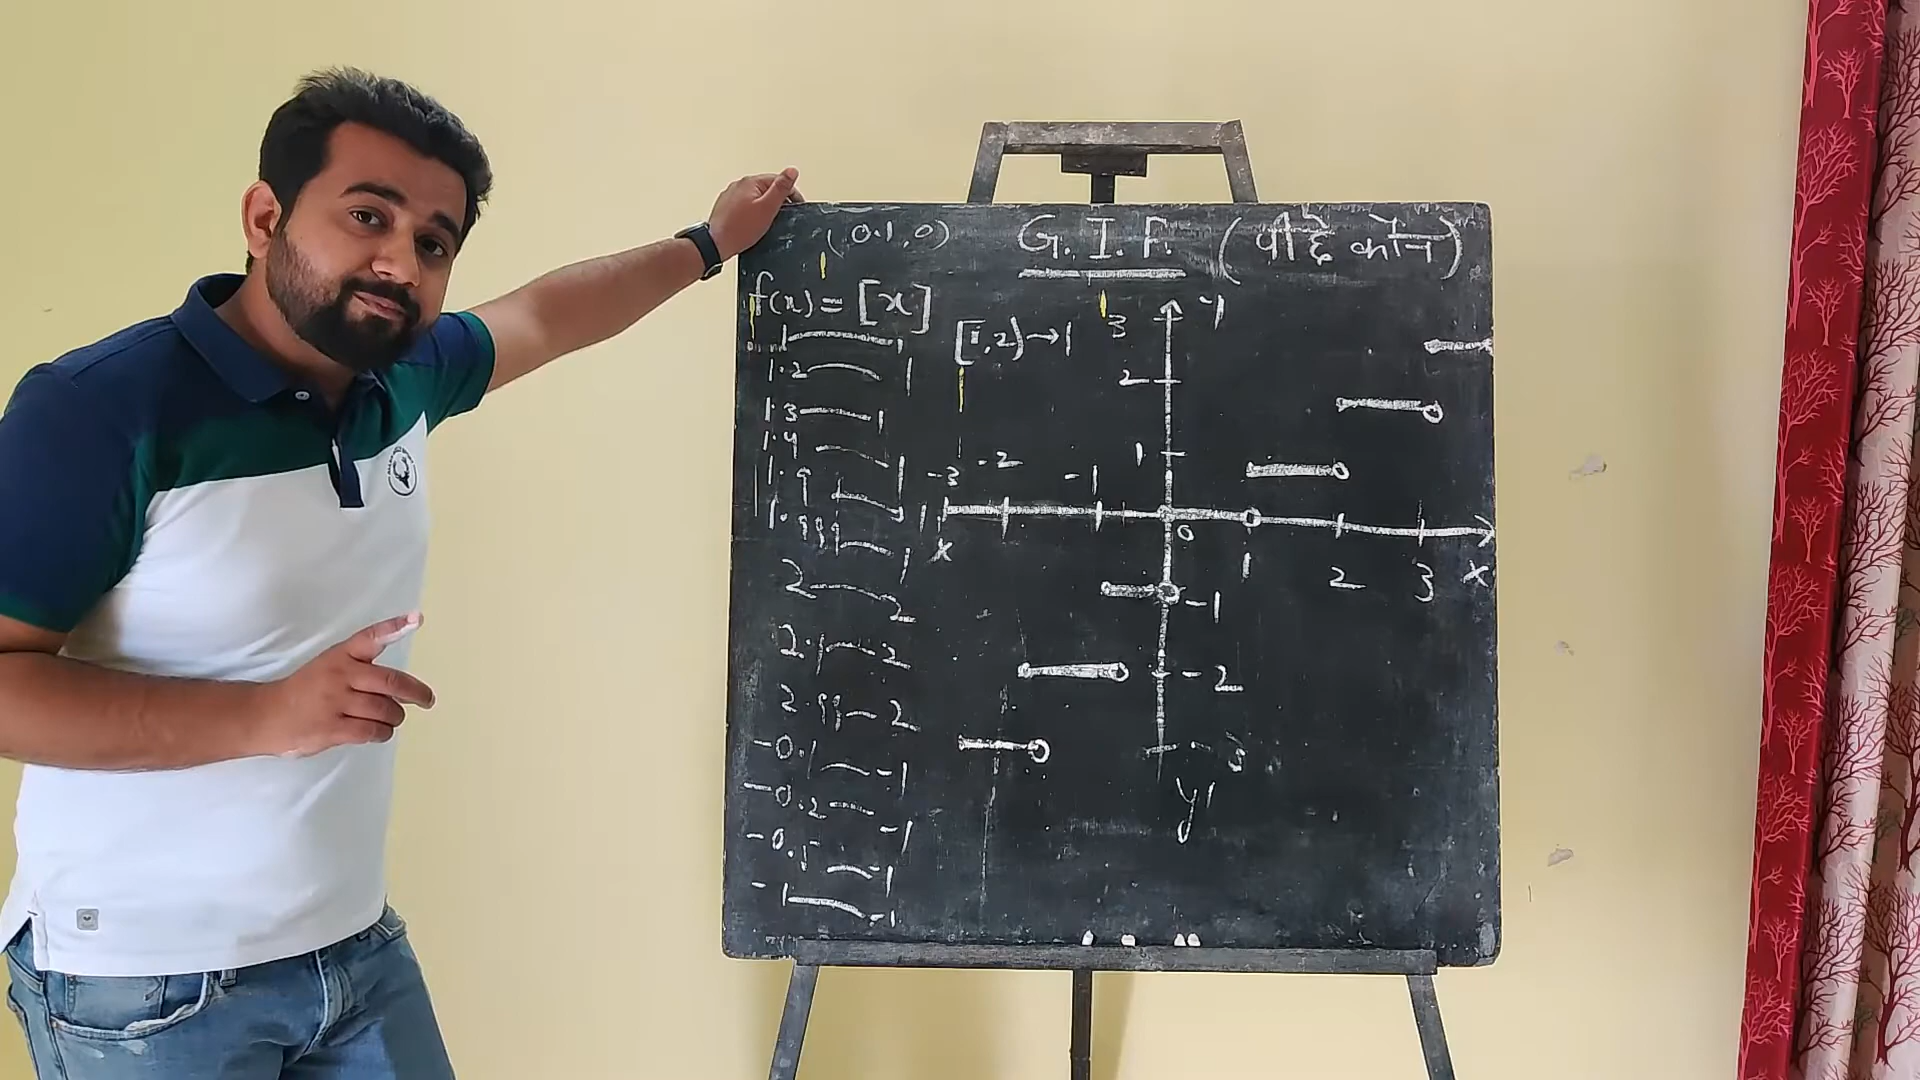 (0.1, 0)
G.I.F. (पीछे कौन)
f(x) = [x]
1 — 1
[1, 2) → 1
1.2 — 1
1.3 — 1
1.4 — 1
1.9 — 1
1.999 — 1
2 — 2
2.1 — 2
2.99 — 2
-0.1 — -1
-0.2 — -1
-0.5 — -1
-1 — -1
y
3
2
1
-3 -2 -1
x
0
1 2 3 x
-1
-2
-3
y'